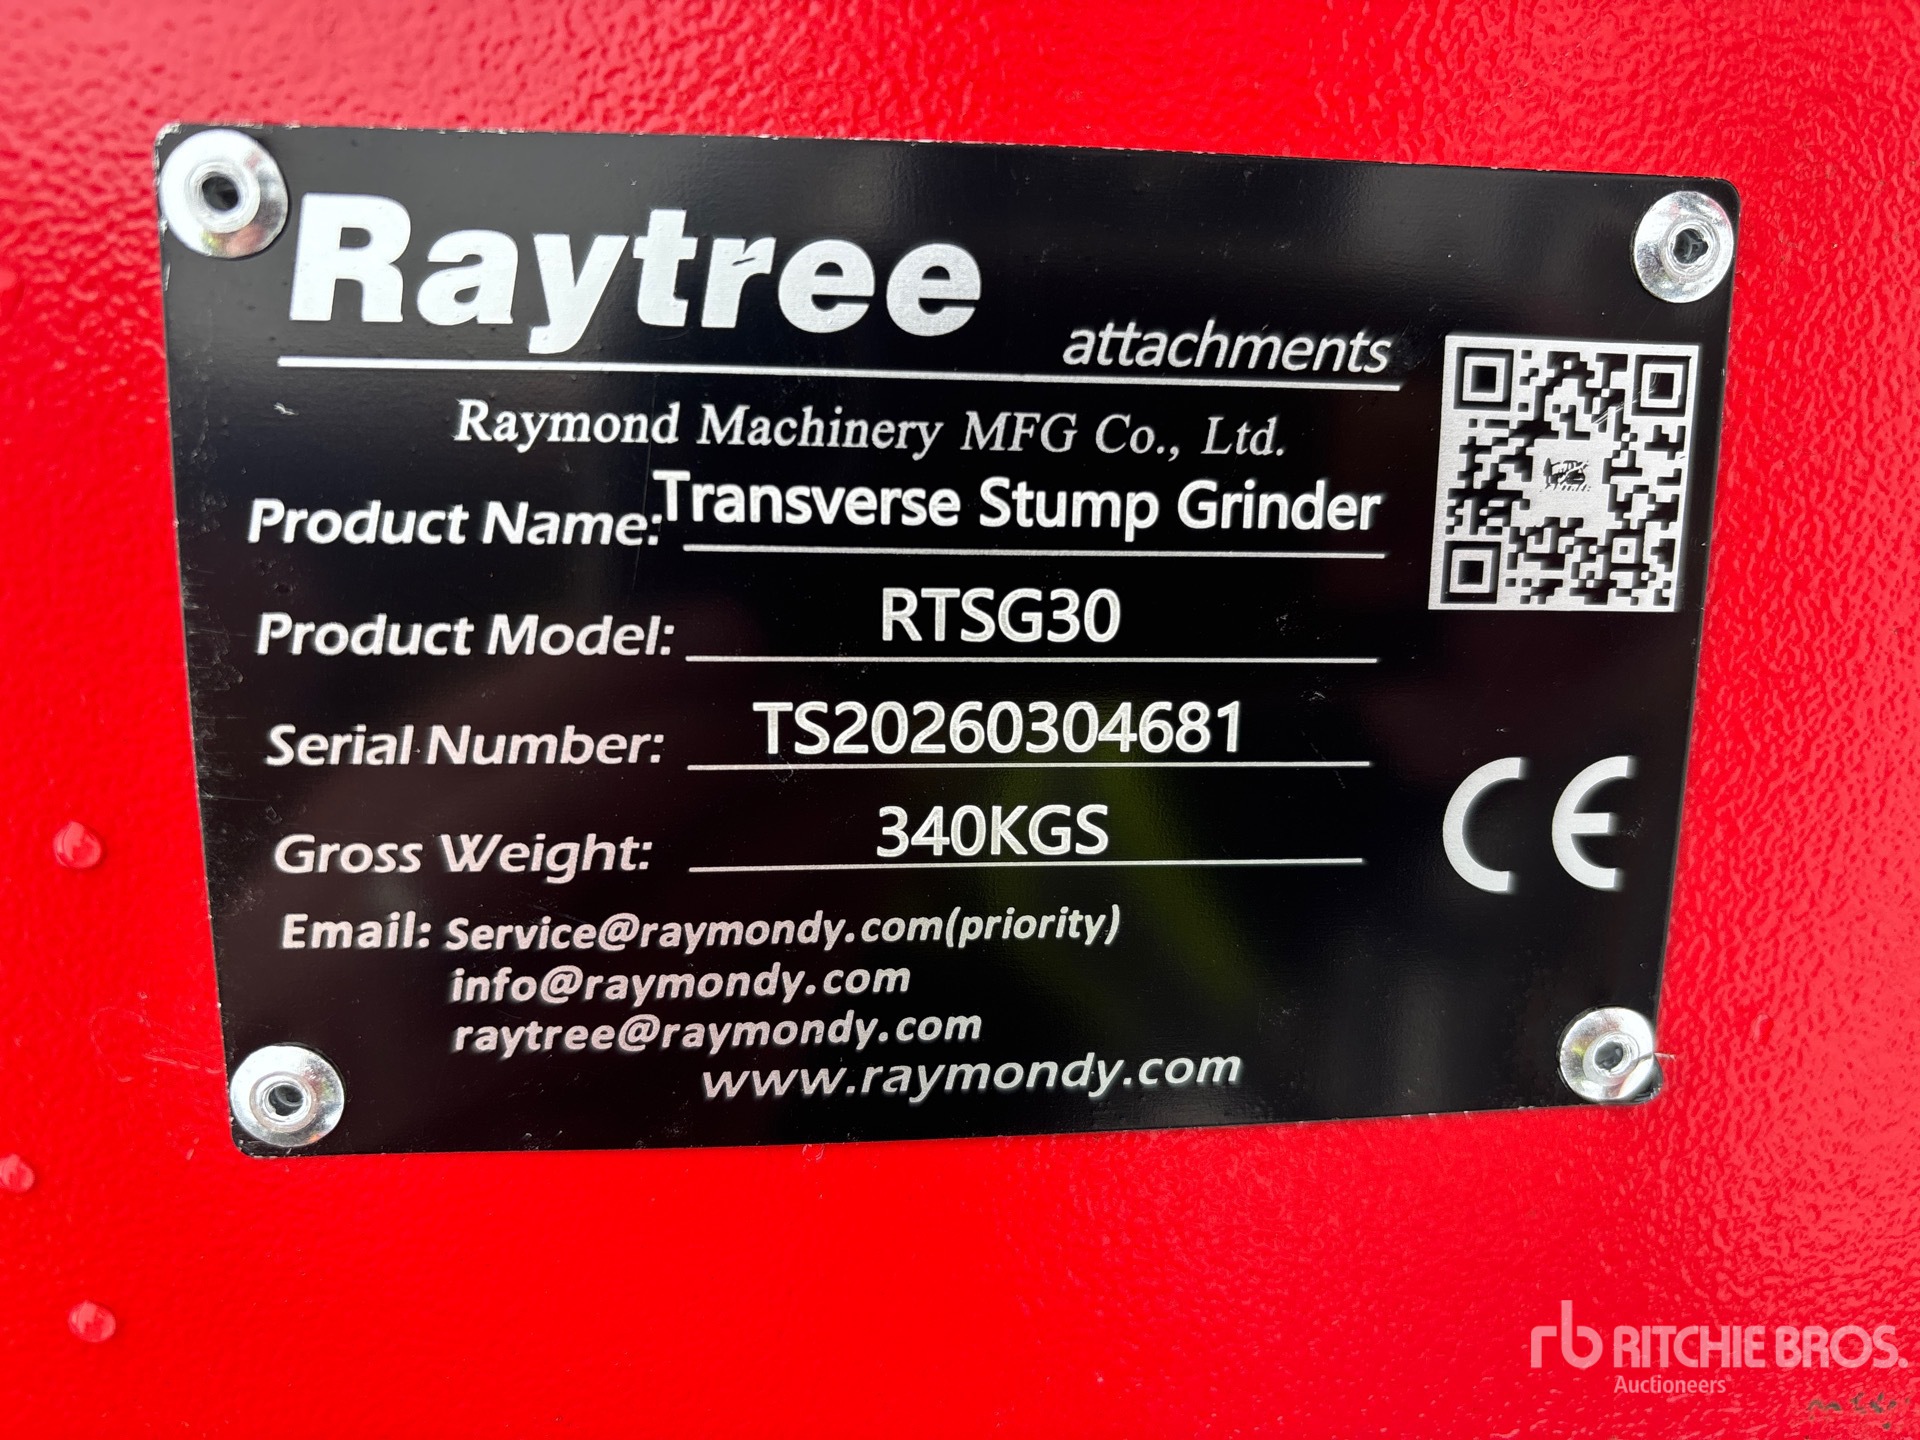 Raytree
attachments
Raymond Machinery MFG Co., Ltd.
Product Name: Transverse Stump Grinder
Product Model: RTSG30
Serial Number: TS20260304681
Gross Weight: 340KGS
CE
Email: Service@raymondy.com(priority)
info@raymondy.com
raytree@raymondy.com
www.raymondy.com
rb RITCHIE BROS.
Auctioneers